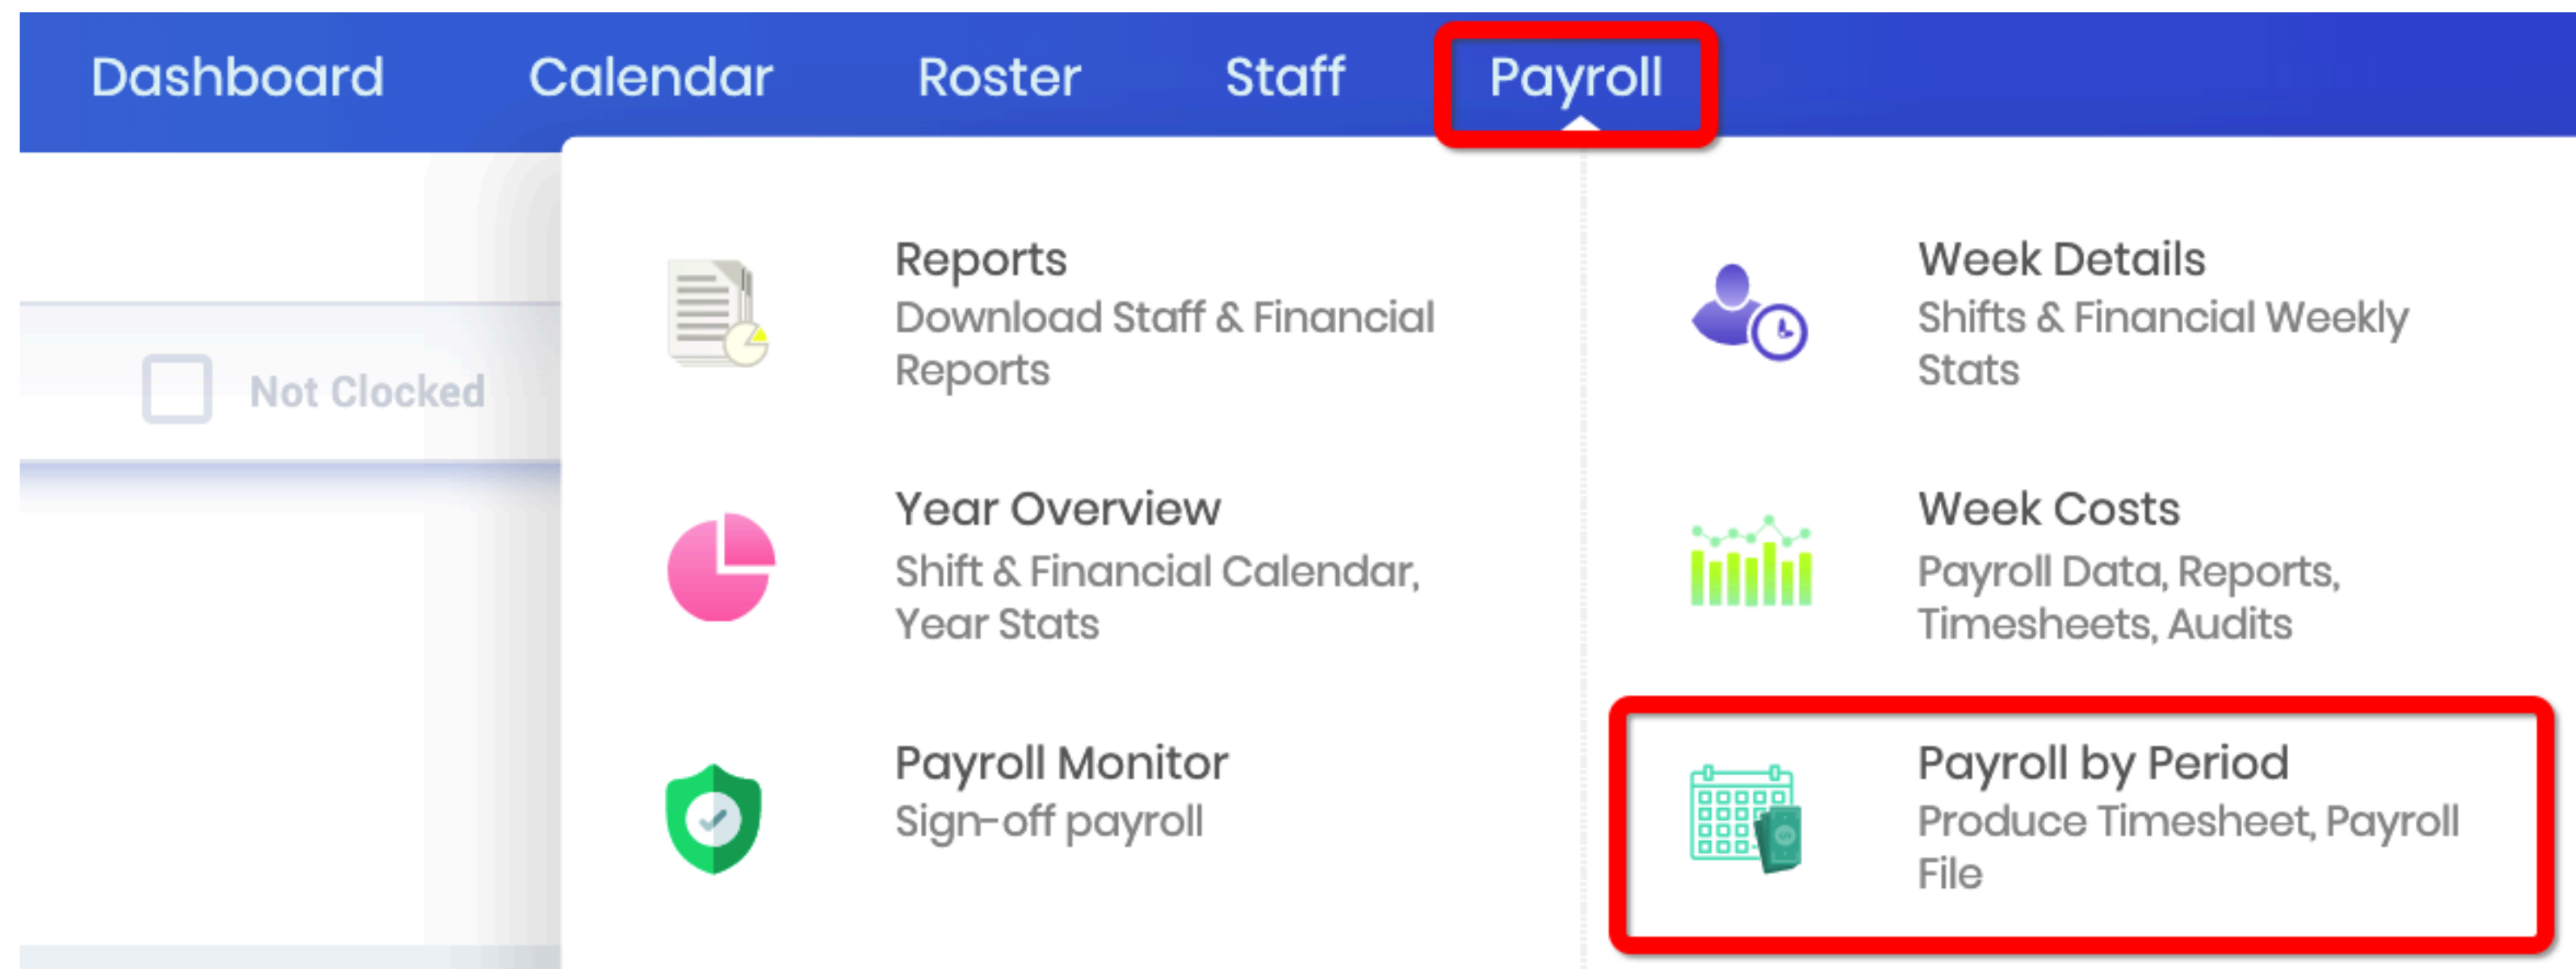 Dashboard Calendar Roster Staff Payroll
Not Clocked
Reports
Download Staff & Financial
Reports
Week Details
Shifts & Financial Weekly
Stats
Year Overview
Shift & Financial Calendar,
Year Stats
Week Costs
Payroll Data, Reports,
Timesheets, Audits
Payroll Monitor
Sign-off payroll
Payroll by Period
Produce Timesheet, Payroll
File